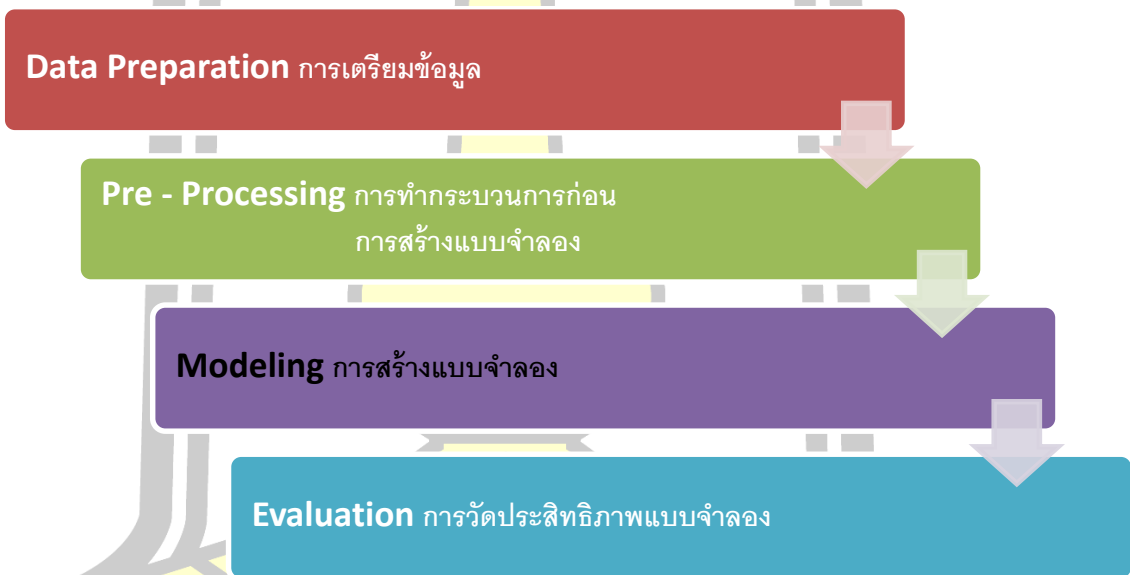 Data Preparation การเตรียมข้อมูล
Pre - Processing การทำกระบวนการก่อน
การสร้างแบบจำลอง
Modeling การสร้างแบบจำลอง
Evaluation การวัดประสิทธิภาพแบบจำลอง